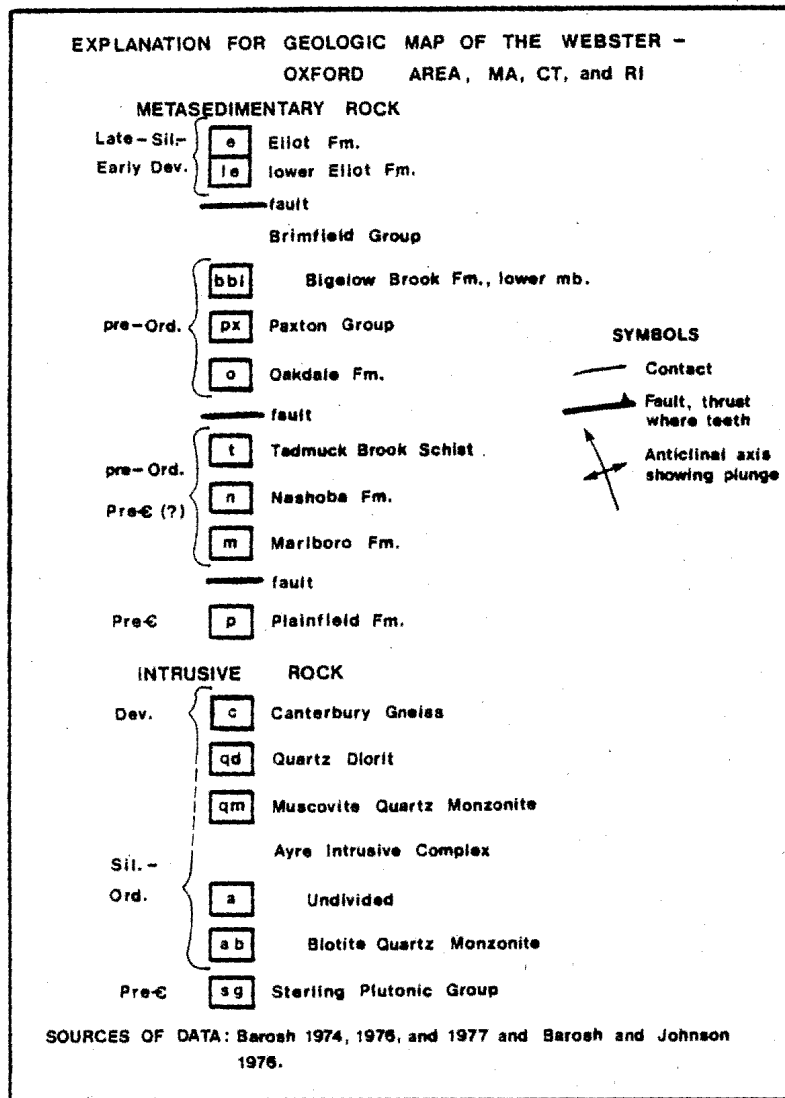 EXPLANATION FOR GEOLOGIC MAP OF THE WEBSTER –
OXFORD AREA, MA, CT, and RI
METASEDIMENTARY ROCK
Late-Sil.-
Early Dev.
e Eliot Fm.
le lower Eliot Fm.
fault
Brimfield Group
pre-Ord.
bbl Bigelow Brook Fm., lower mb.
px Paxton Group
o Oakdale Fm.
fault
pre-Ord.
Pre-Є (?)
t Tadmuck Brook Schist
n Nashoba Fm.
m Marlboro Fm.
fault
Pre-Є p Plainfield Fm.
SYMBOLS
Contact
Fault, thrust
where teeth
Anticlinal axis
showing plunge
INTRUSIVE ROCK
Dev. c Canterbury Gneiss
qd Quartz Diorit
qm Muscovite Quartz Monzonite
Ayre Intrusive Complex
Sil.-
Ord.
a Undivided
ab Biotite Quartz Monzonite
Pre-Є sg Sterling Plutonic Group
SOURCES OF DATA: Barosh 1974, 1976, and 1977 and Barosh and Johnson
1976.